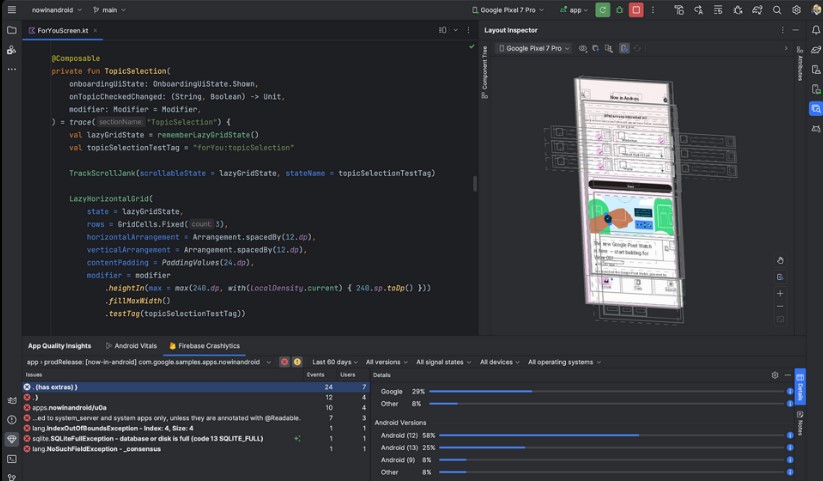 nowinandroid
main
Google Pixel 7 Pro
app
ForYouScreen.kt
@Composable
private fun TopicSelection(
onboardingUiState: OnboardingUiState.Shown,
onTopicCheckedChanged: (String, Boolean) -> Unit,
modifier: Modifier = Modifier,
) = trace( sectionName: "TopicSelection") {
val lazyGridState = rememberLazyGridState()
val topicSelectionTestTag = "forYou:topicSelection"
TrackScrollJank(scrollableState = lazyGridState, stateName = topicSelectionTestTag)
LazyHorizontalGrid(
state = lazyGridState,
rows = GridCells.Fixed( count: 3),
horizontalArrangement = Arrangement.spacedBy(12.dp),
verticalArrangement = Arrangement.spacedBy(12.dp),
contentPadding = PaddingValues(24.dp),
modifier = modifier
.heightIn(max = max(240.dp, with(LocalDensity.current) { 240.sp.toDp() }))
.fillMaxWidth()
.testTag(topicSelectionTestTag))
Layout Inspector
Google Pixel 7 Pro
Component Tree
Attributes
Now in Android
The new Google Pixel Watch
is here — start building for
Wear OS!
App Quality Insights
Android Vitals
Firebase Crashlytics
app › prodRelease: [now-in-android] com.google.samples.apps.nowinandroid
Last 60 days
All versions
All signal states
All devices
All operating systems
Issues Events Users
. (has extras) } 24 7
. } 12 4
apps.nowinandroid/u0a 10 4
...ed to system_server and system apps only, unless they are annotated with @Readable. 7 3
lang.IndexOutOfBoundsException - Index: 4, Size: 4 1 1
sqlite.SQLiteFullException - database or disk is full (code 13 SQLITE_FULL) 1 1
lang.NoSuchFieldException - _consensus 1 1
Details
Google 29%
Other 8%
Android Versions
Android (12) 58%
Android (13) 25%
Android (9) 8%
Other 8%
Details
Notes